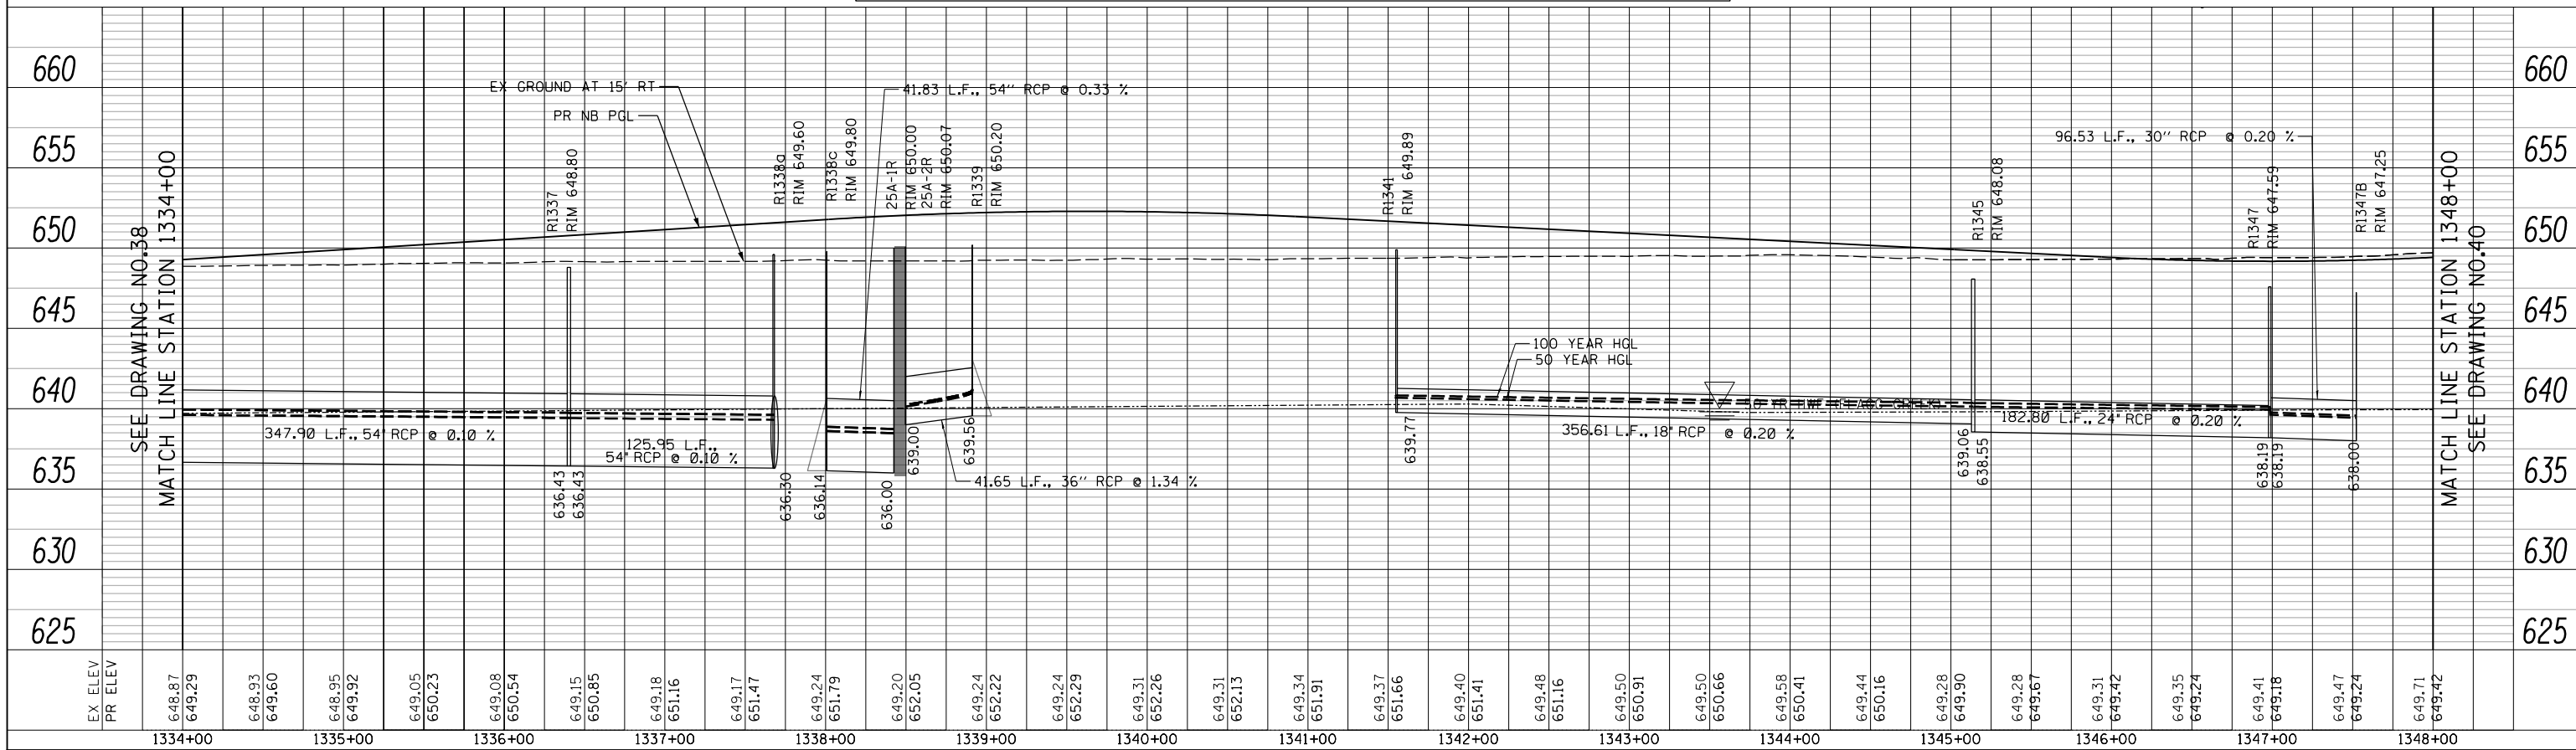 660
655
650
645
640
635
630
625
SEE DRAWING NO.38
MATCH LINE STATION 1334+00
EX GROUND AT 15' RT
PR NB PGL
R1337
RIM 648.80
R1338a
RIM 649.60
R1338c
RIM 649.80
25A-1R
RIM 650.00
25A-2R
RIM 650.07
R1339
RIM 650.20
41.83 L.F., 54'' RCP @ 0.33 %
R1341
RIM 649.89
R1345
RIM 648.08
96.53 L.F., 30'' RCP @ 0.20 %
R1347
RIM 647.59
R1347B
RIM 647.25
347.90 L.F., 54" RCP @ 0.10 %
125.95 L.F.,
54" RCP @ 0.10 %
636.43
636.43
636.30
636.14
636.00
639.00
639.56
41.65 L.F., 36'' RCP @ 1.34 %
100 YEAR HGL
50 YEAR HGL
639.77
356.61 L.F., 18" RCP @ 0.20 %
182.80 L.F., 24" RCP @ 0.20 %
639.06
638.55
638.19
638.19
638.00
MATCH LINE STATION 1348+00
SEE DRAWING NO.40
660
655
650
645
640
635
630
625
EX ELEV
PR ELEV
648.87
649.29
648.93
649.60
648.95
649.92
649.05
650.23
649.08
650.54
649.15
650.85
649.18
651.16
649.17
651.47
649.24
651.79
649.20
652.05
649.24
652.22
649.24
652.29
649.31
652.26
649.31
652.13
649.34
651.91
649.37
651.66
649.40
651.41
649.48
651.16
649.50
650.91
649.50
650.66
649.58
650.41
649.44
650.16
649.28
649.90
649.28
649.67
649.31
649.42
649.35
649.24
649.41
649.18
649.47
649.24
649.71
649.42
1334+00 1335+00 1336+00 1337+00 1338+00 1339+00 1340+00 1341+00 1342+00 1343+00 1344+00 1345+00 1346+00 1347+00 1348+00